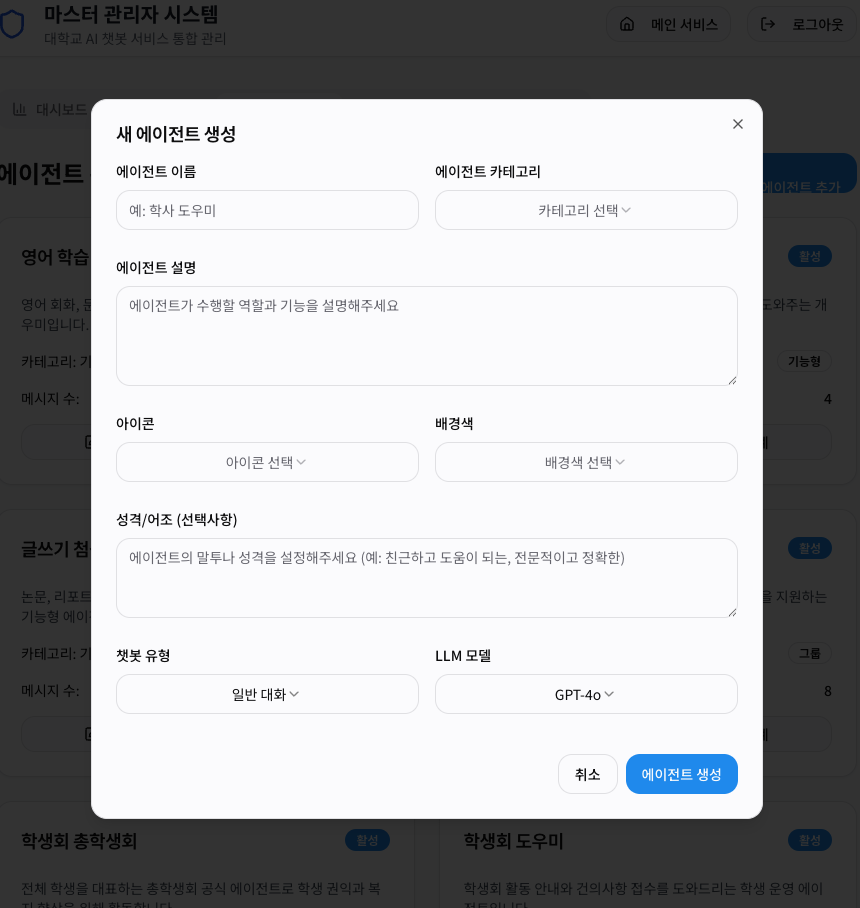 마스터 관리자 시스템
대학교 AI 챗봇 서비스 통합 관리
메인 서비스
로그아웃
대시보드
에이전트
에이전트 추가
새 에이전트 생성
에이전트 이름
에이전트 카테고리
예: 학사 도우미
카테고리 선택
에이전트 설명
에이전트가 수행할 역할과 기능을 설명해주세요
아이콘
배경색
아이콘 선택
배경색 선택
성격/어조 (선택사항)
에이전트의 말투나 성격을 설정해주세요 (예: 친근하고 도움이 되는, 전문적이고 정확한)
챗봇 유형
LLM 모델
일반 대화
GPT-4o
취소
에이전트 생성
영어 학습
활성
영어 회화,
도와주는 개
우미입니다.
카테고리:
기능형
메시지 수:
4
글쓰기
활성
논문, 리포트
을 지원하는
기능형
카테고리:
그룹
메시지 수:
8
학생회 총학생회
활성
학생회 도우미
활성
전체 학생을 대표하는 총학생회 공식 에이전트로 학생 권익과 복
학생회 활동 안내와 건의사항 접수를 도와드리는 학생 운영 에이